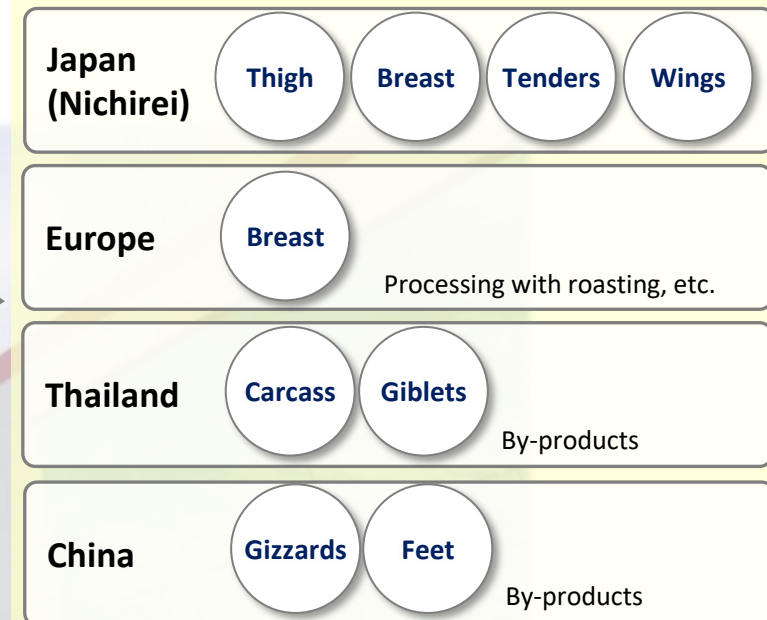 Japan
(Nichirei)
Thigh
Breast
Tenders
Wings
Europe
Breast
Processing with roasting, etc.
Thailand
Carcass
Giblets
By-products
China
Gizzards
Feet
By-products